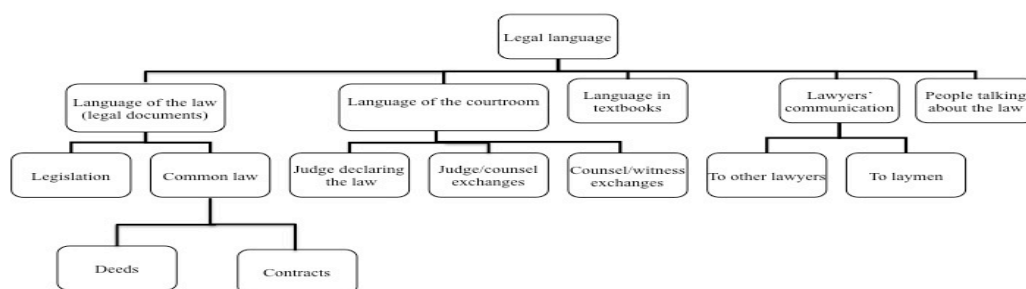 Legal language
Language of the law
(legal documents)
Language of the courtroom
Language in
textbooks
Lawyers’
communication
People talking
about the law
Legislation
Common law
Judge declaring
the law
Judge/counsel
exchanges
Counsel/witness
exchanges
To other lawyers
To laymen
Deeds
Contracts